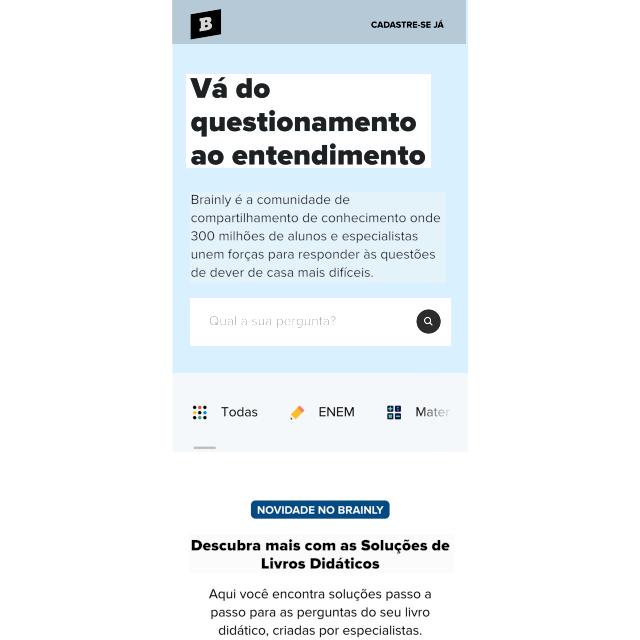 B
CADASTRE-SE JÁ
Vá do
questionamento
ao entendimento
Brainly é a comunidade de
compartilhamento de conhecimento onde
300 milhões de alunos e especialistas
unem forças para responder às questões
de dever de casa mais difíceis.
Qual a sua pergunta?
Todas ENEM Mater
NOVIDADE NO BRAINLY
Descubra mais com as Soluções de
Livros Didáticos
Aqui você encontra soluções passo a
passo para as perguntas do seu livro
didático, criadas por especialistas.